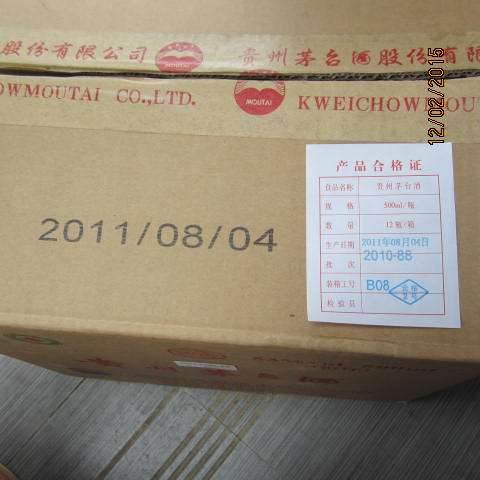 股份有限公司 贵州茅台酒股份有限
OWMOUTAI CO.,LTD. MOUTAI KWEICHOW MOUT
12/02/2015
2011/08/04
产品合格证
食品名称 贵州茅台酒
规格 500ml/瓶
数量 12瓶/箱
生产日期 2011年08月04日
批次 2010-88
装箱工号 B08
检验员